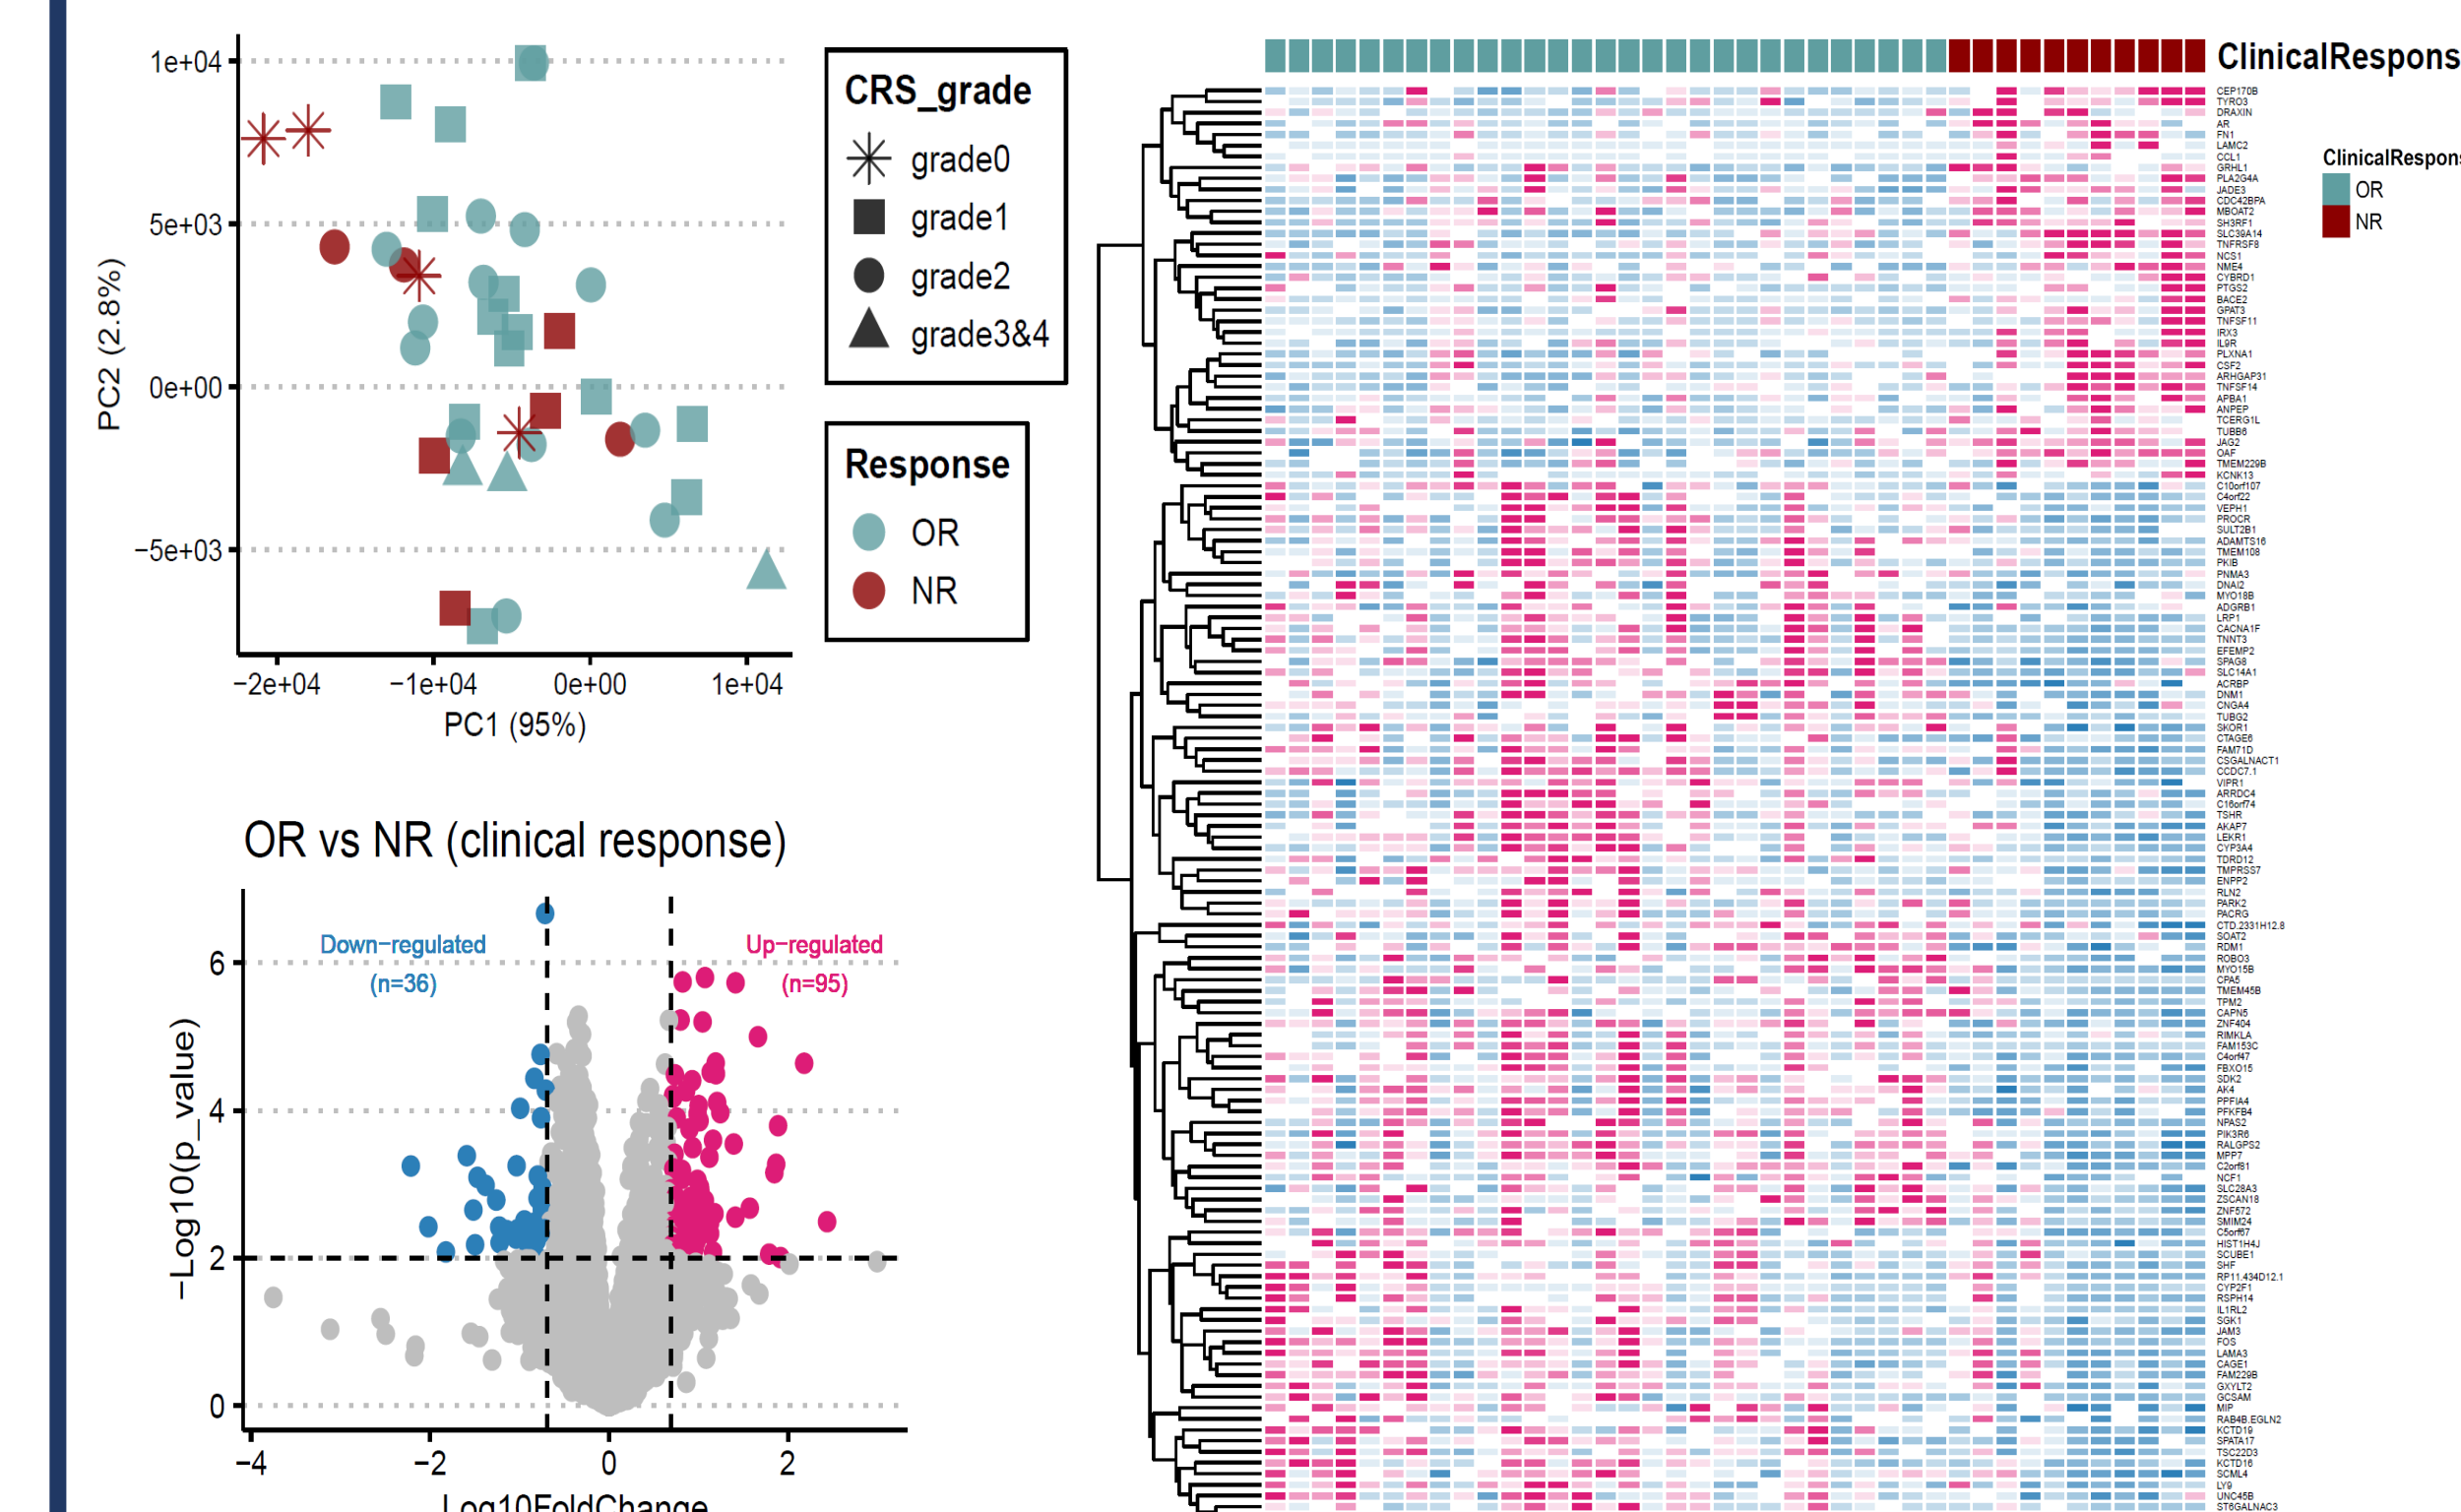 1e+04
5e+03
0e+00
−5e+03
PC2 (2.8%)
−2e+04
−1e+04
0e+00
1e+04
PC1 (95%)
CRS_grade
grade0
grade1
grade2
grade3&4
Response
OR
NR
OR vs NR (clinical response)
Down−regulated
(n=36)
Up−regulated
(n=95)
−Log10(p_value)
6
4
2
0
−4
−2
0
2
Log10FoldChange
ClinicalRespons
ClinicalRespon
OR
NR
CEP170B
TYRO3
DRAXIN
AR
FN1
LAMC2
CCL1
GRHL1
PLA2G4A
JADE3
CDC42BPA
MBOAT2
SH3RF1
SLC39A14
TNFRSF8
NCS1
NME4
CYBRD1
PTGS2
BACE2
GPAT3
TNFSF11
IRX3
IL9R
PLXNA1
CSF2
ARHGAP31
TNFSF14
APBA1
ANPEP
TCERG1L
TUBB6
JAG2
OAF
TMEM229B
KCNK13
C10orf107
C4orf22
VEPH1
PROCR
SULT2B1
ADAMTS16
TMEM108
PKIB
PNMA3
DNAI2
MYO18B
ADGRB1
LRP1
CACNA1F
TNNT3
EFEMP2
SPAG8
SLC14A1
ACRBP
DNM1
CNGA4
TUBG2
SKOR1
CTAGE6
FAM71D
CSGALNACT1
CCDC7.1
VIPR1
ARRDC4
C16orf74
TSHR
AKAP7
LEKR1
CYP3A4
TDRD12
TMPRSS7
ENPP2
RLN2
PARK2
PACRG
CTD.2331H12.8
SOAT2
RDM1
ROBO3
MYO15B
CPA5
TMEM45B
TPM2
CAPN5
ZNF404
RIMKLA
FAM153C
C4orf47
FBXO15
SDK2
AK4
PPFIA4
PFKFB4
NPAS2
PIK3R6
RALGPS2
MPP7
C2orf81
NCF1
SLC28A3
ZSCAN18
ZNF572
SMIM24
C5orf67
HIST1H4J
SCUBE1
SHF
RP11.434D12.1
CYP2F1
RSPH14
IL1RL2
SGK1
JAM3
FOS
LAMA3
CAGE1
FAM229B
GXYLT2
GCSAM
MIP
RAB4B.EGLN2
KCTD19
SPATA17
TSC22D3
KCTD16
SCML4
LY9
UNC45B
ST6GALNAC3